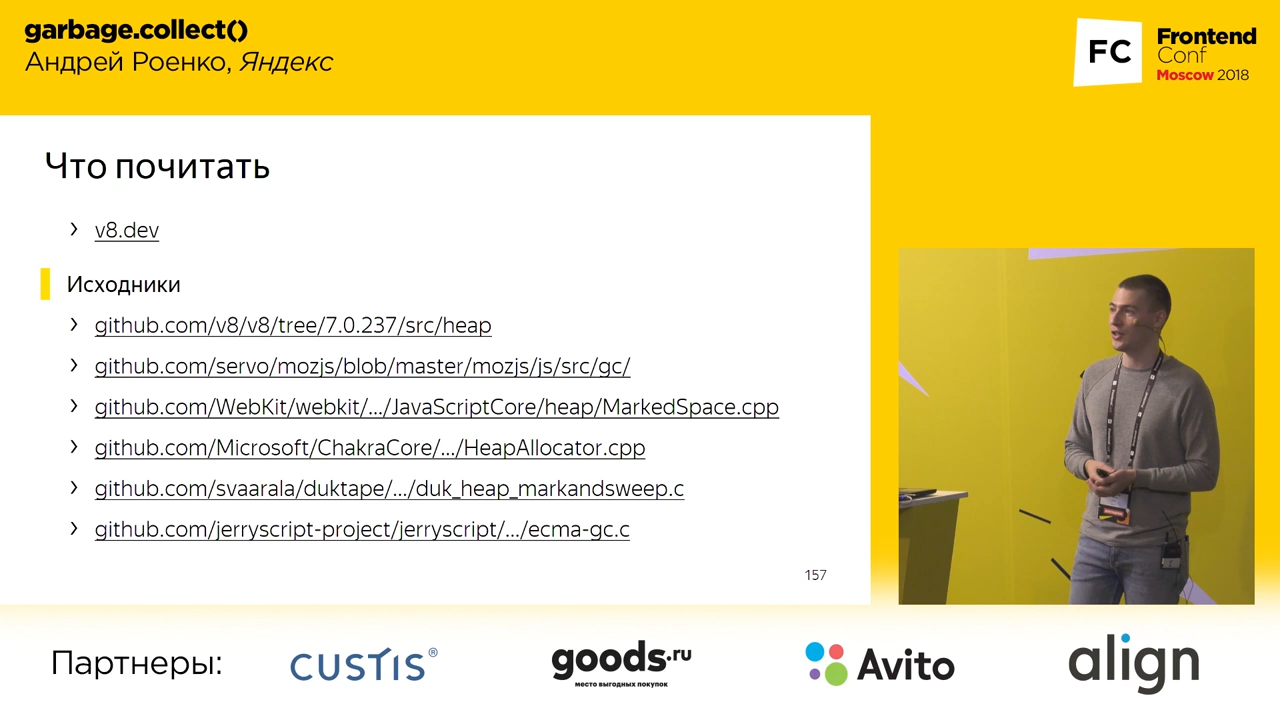 garbage.collect()
Андрей Роенко, Яндекс
FC
Frontend
Conf
Moscow 2018
Что почитать
› v8.dev
Исходники
› github.com/v8/v8/tree/7.0.237/src/heap
› github.com/servo/mozjs/blob/master/mozjs/js/src/gc/
› github.com/WebKit/webkit/.../JavaScriptCore/heap/MarkedSpace.cpp
› github.com/Microsoft/ChakraCore/.../HeapAllocator.cpp
› github.com/svaarala/duktape/.../duk_heap_markandsweep.c
› github.com/jerryscript-project/jerryscript/.../ecma-gc.c
157
Партнеры:
CUSTIS®
goods.ru
место выгодных покупок
Avito
align